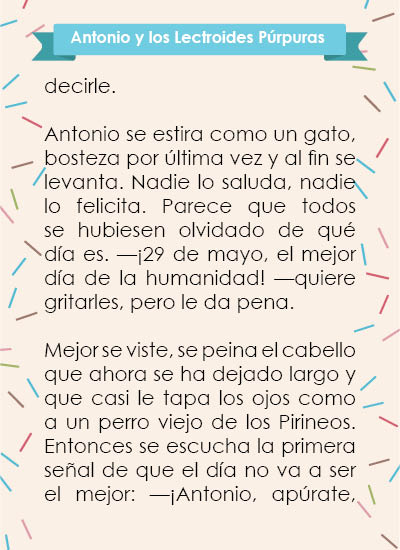 Antonio y los Lectroides Púrpuras
decirle.
Antonio se estira como un gato,
bosteza por última vez y al fin se
levanta. Nadie lo saluda, nadie
lo felicita. Parece que todos
se hubiesen olvidado de qué
día es. —¡29 de mayo, el mejor
día de la humanidad! —quiere
gritarles, pero le da pena.
Mejor se viste, se peina el cabello
que ahora se ha dejado largo y
que casi le tapa los ojos como
a un perro viejo de los Pirineos.
Entonces se escucha la primera
señal de que el día no va a ser
el mejor: —¡Antonio, apúrate,